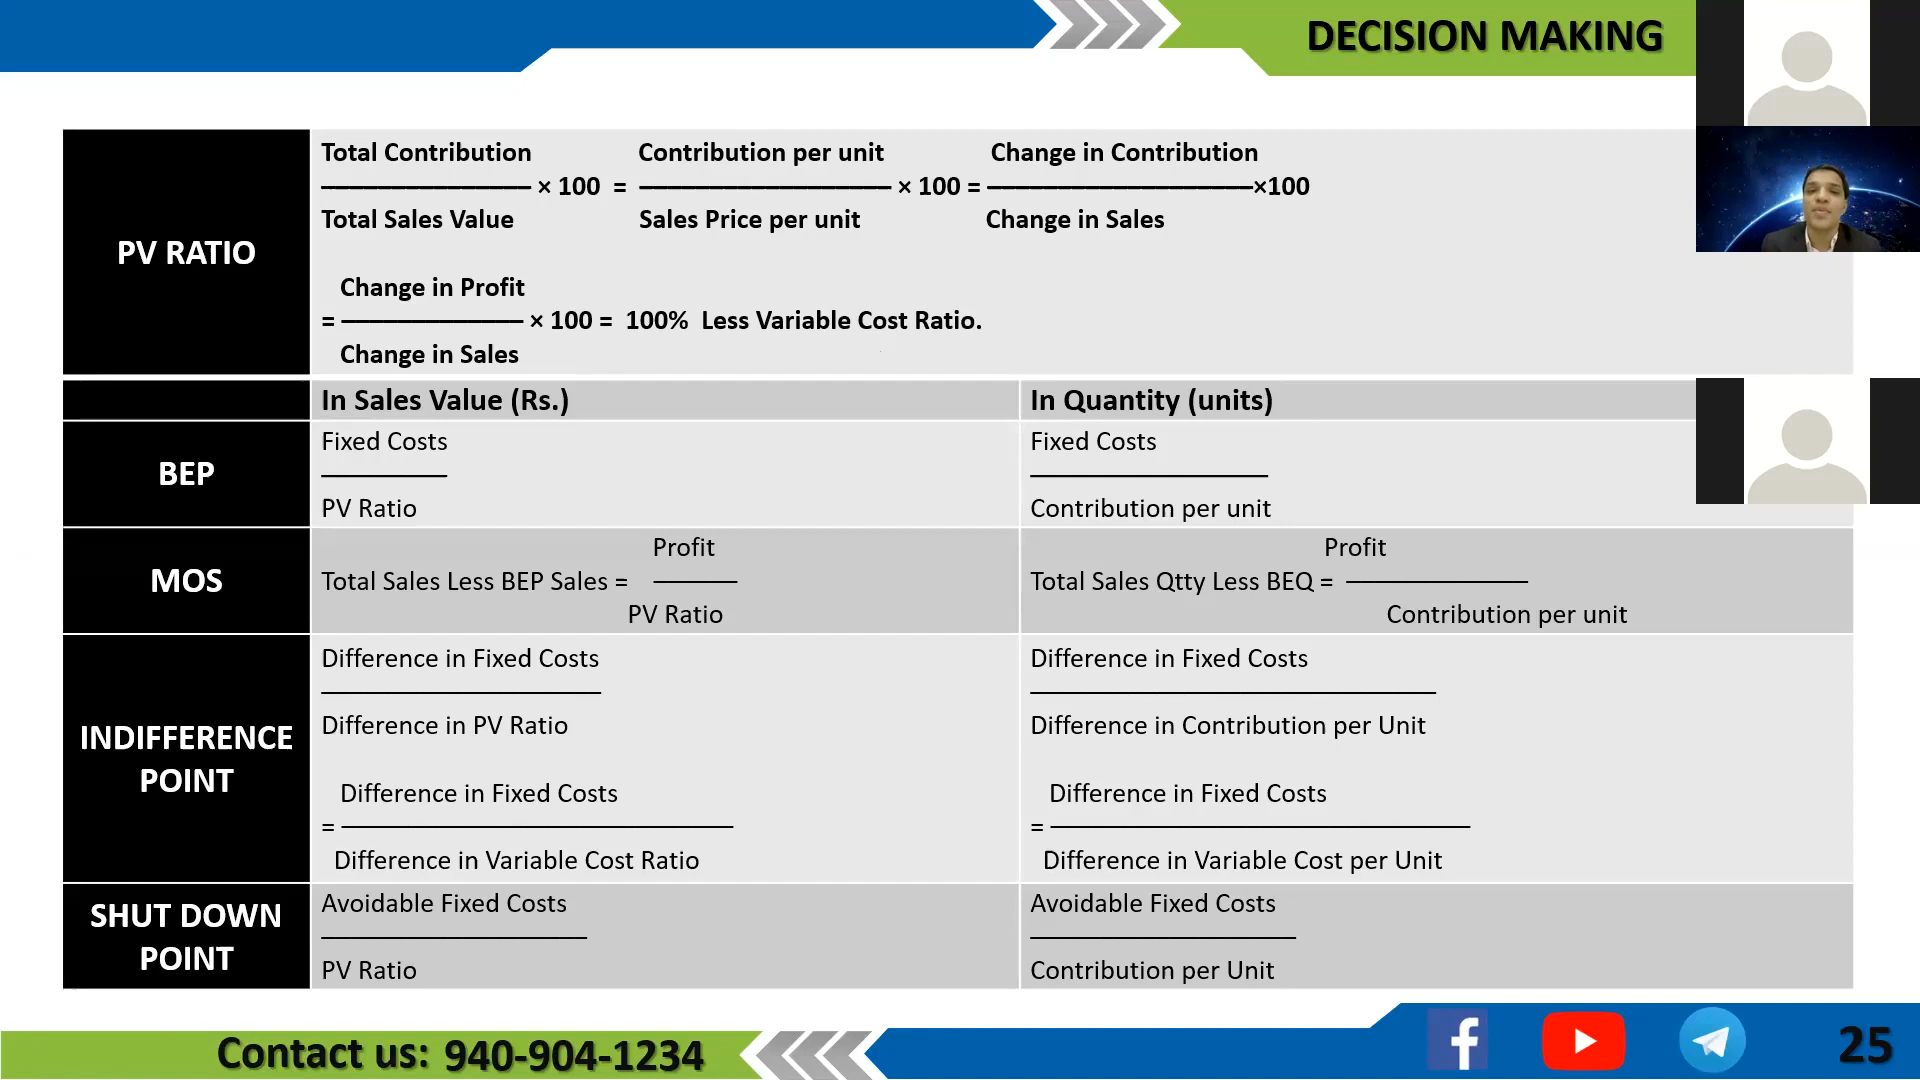 DECISION MAKING
PV RATIO
Total Contribution Contribution per unit Change in Contribution
× 100 = × 100 = ×100
Total Sales Value Sales Price per unit Change in Sales
Change in Profit
= × 100 = 100% Less Variable Cost Ratio.
Change in Sales
In Sales Value (Rs.) In Quantity (units)
BEP
Fixed Costs Fixed Costs
PV Ratio Contribution per unit
MOS
Profit Profit
Total Sales Less BEP Sales = Total Sales Qtty Less BEQ =
PV Ratio Contribution per unit
INDIFFERENCE
POINT
Difference in Fixed Costs Difference in Fixed Costs
Difference in PV Ratio Difference in Contribution per Unit
Difference in Fixed Costs Difference in Fixed Costs
= =
Difference in Variable Cost Ratio Difference in Variable Cost per Unit
SHUT DOWN
POINT
Avoidable Fixed Costs Avoidable Fixed Costs
PV Ratio Contribution per Unit
Contact us: 940-904-1234
25